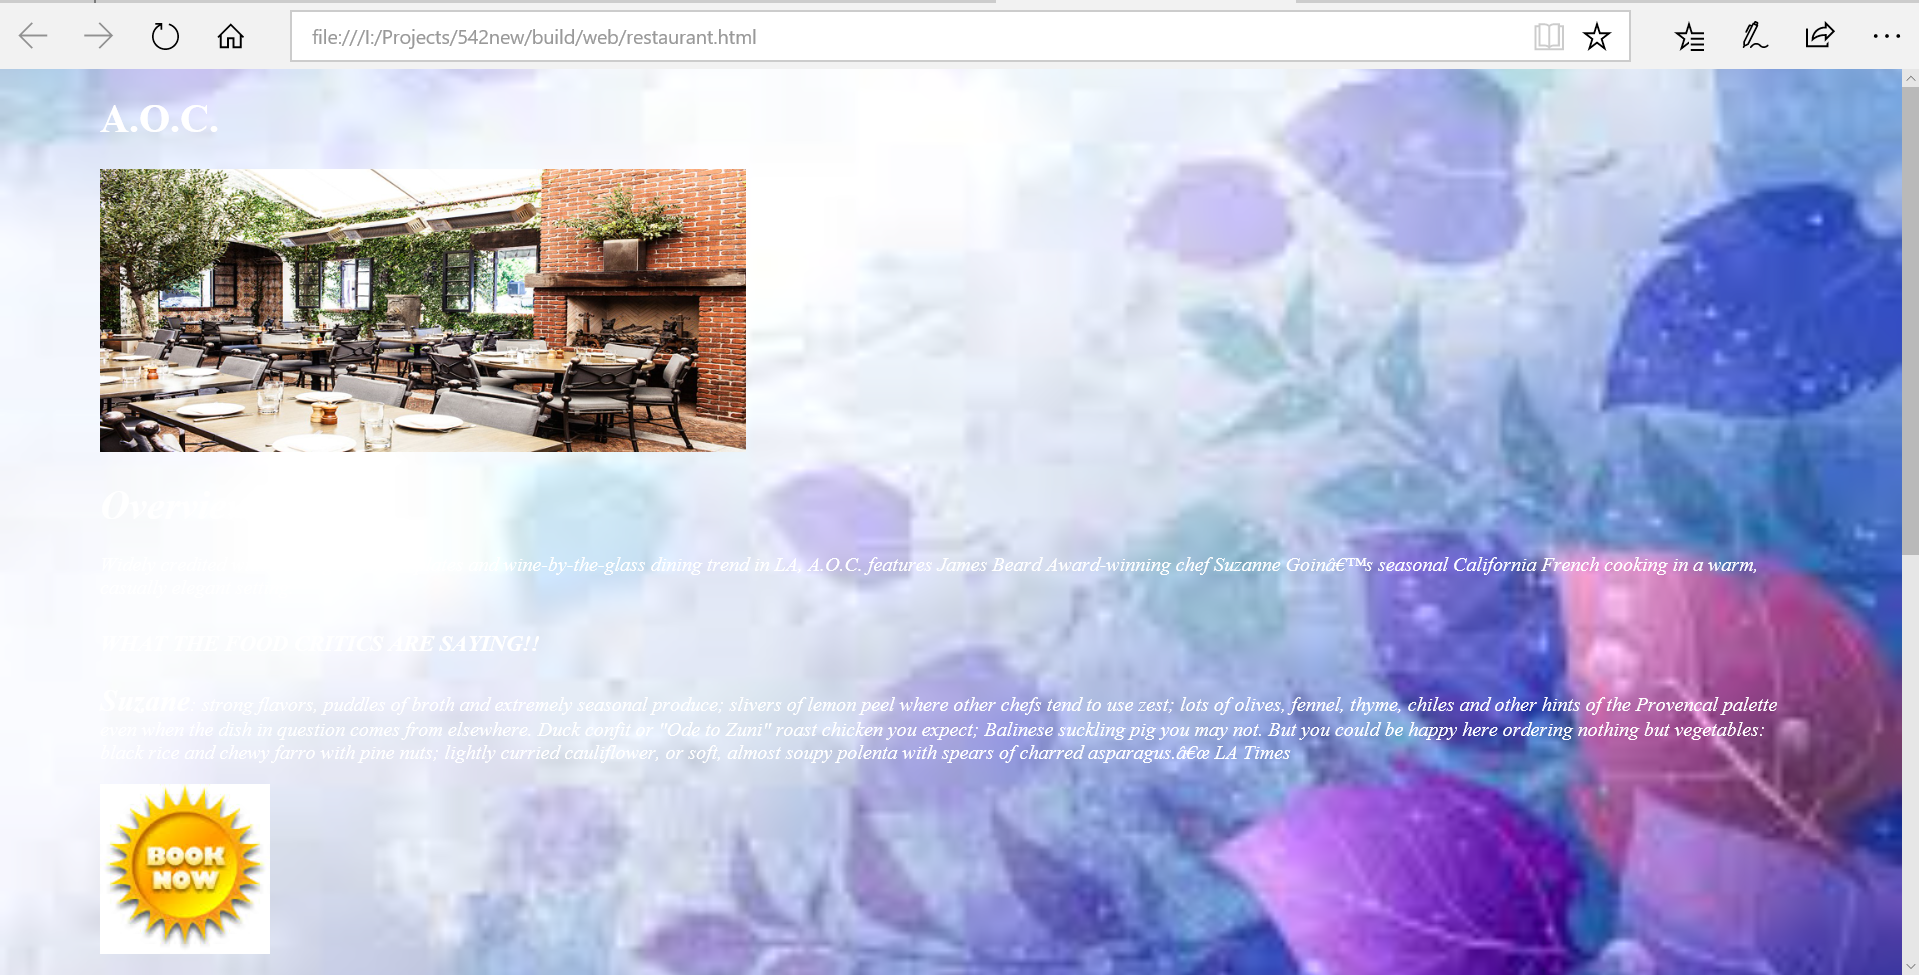 file:///I:/Projects/542new/build/web/restaurant.html
A.O.C.
Overview
wine-by-the-glass dining trend in LA, A.O.C. features James Beard Award-winning chef Suzanne Goinâ€™s seasonal California French cooking in a warm,
WHAT THE FOOD CRITICS ARE SAYING!!
Suzane: strong flavors, puddles of broth and extremely seasonal produce; slivers of lemon peel where other chefs tend to use zest; lots of olives, fennel, thyme, chiles and other hints of the Provencal palette
even when the dish in question comes from elsewhere. Duck confit or "Ode to Zuni" roast chicken you expect; Balinese suckling pig you may not. But you could be happy here ordering nothing but vegetables:
black rice and chewy farro with pine nuts; lightly curried cauliflower, or soft, almost soupy polenta with spears of charred asparagus.â€œ LA Times
BOOK
NOW